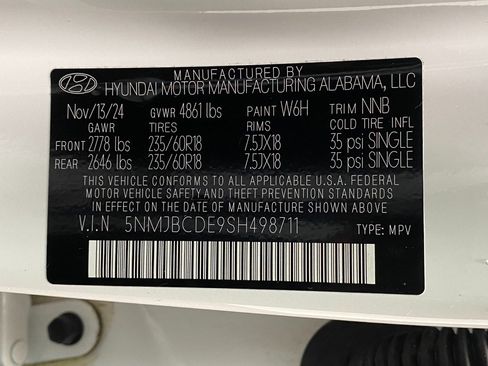 MANUFACTURED BY
HYUNDAI MOTOR MANUFACTURING ALABAMA, LLC
Nov/13/24 GVWR 4861 lbs PAINT W6H TRIM NNB
GAWR TIRES RIMS COLD TIRE INFL
FRONT 2778 lbs 235/60R18 7.5JX18 35 psi SINGLE
REAR 2646 lbs 235/60R18 7.5JX18 35 psi SINGLE
THIS VEHICLE CONFORMS TO ALL APPLICABLE U.S.A. FEDERAL
MOTOR VEHICLE SAFETY AND THEFT PREVENTION STANDARDS
IN EFFECT ON THE DATE OF MANUFACTURE SHOWN ABOVE.
V.I.N 5NMJBCDE9SH498711 TYPE: MPV